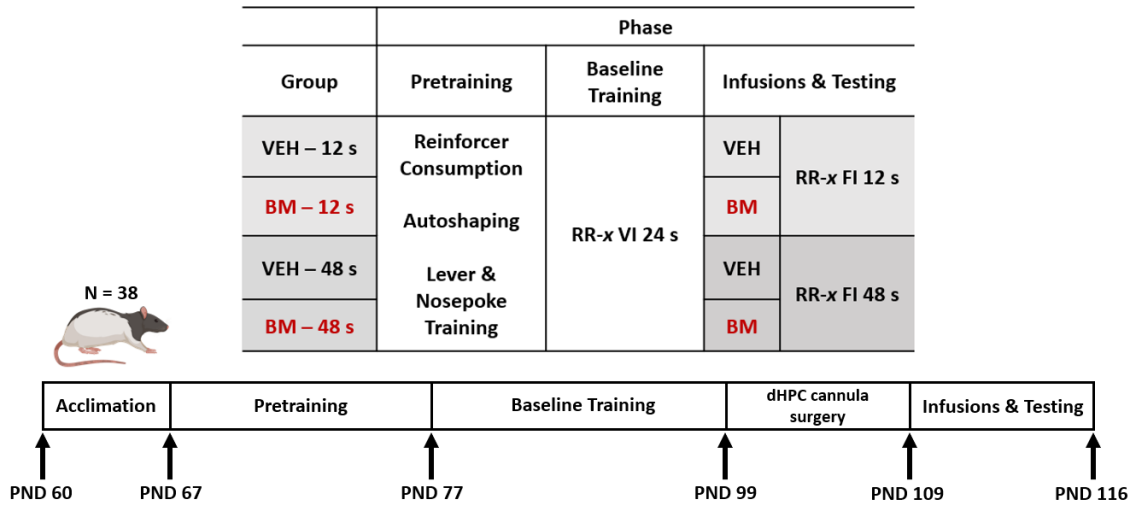 Phase
Group
Pretraining
Baseline
Training
Infusions & Testing
VEH – 12 s
BM – 12 s
VEH – 48 s
BM – 48 s
Reinforcer
Consumption
Autoshaping
Lever &
Nosepoke
Training
RR-x VI 24 s
VEH
BM
VEH
BM
RR-x FI 12 s
RR-x FI 48 s
N = 38
Acclimation
Pretraining
Baseline Training
dHPC cannula
surgery
Infusions & Testing
PND 60
PND 67
PND 77
PND 99
PND 109
PND 116